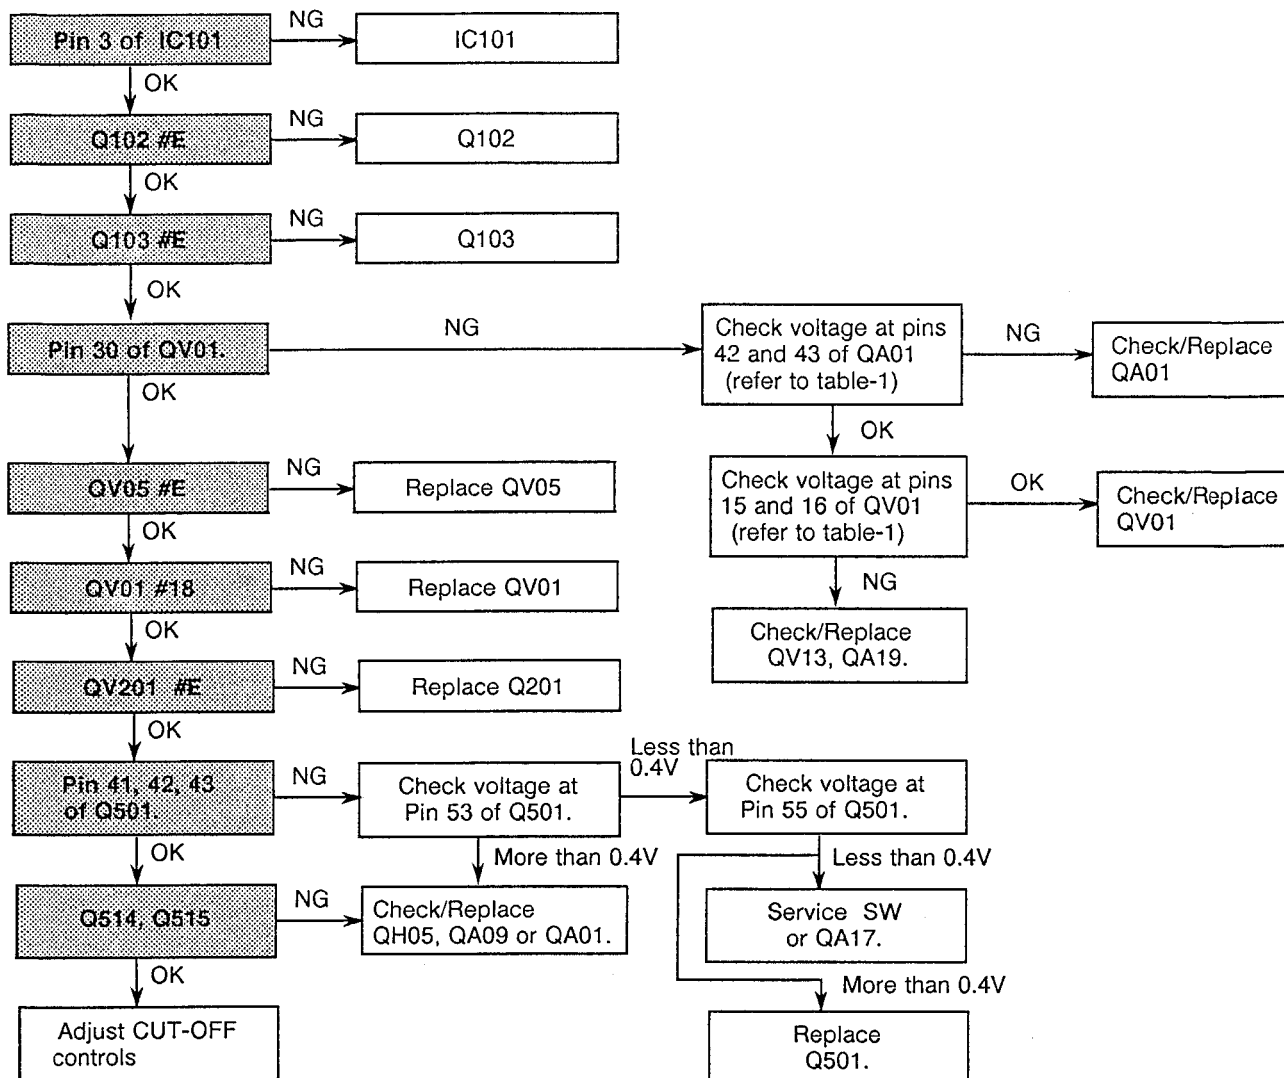 Pin 3 of IC101
NG
IC101
OK
Q102 #E
NG
Q102
OK
Q103 #E
NG
Q103
OK
Pin 30 of QV01.
NG
Check voltage at pins
42 and 43 of QA01
(refer to table-1)
NG
Check/Replace
QA01
OK
OK
QV05 #E
NG
Replace QV05
Check voltage at pins
15 and 16 of QV01
(refer to table-1)
OK
Check/Replace
QV01
OK
QV01 #18
NG
Replace QV01
NG
Check/Replace
QV13, QA19.
OK
QV201 #E
NG
Replace Q201
OK
Pin 41, 42, 43
of Q501.
NG
Check voltage at
Pin 53 of Q501.
Less than
0.4V
Check voltage at
Pin 55 of Q501.
OK
More than 0.4V
Less than 0.4V
Q514, Q515
NG
Check/Replace
QH05, QA09 or QA01.
Service SW
or QA17.
OK
More than 0.4V
Adjust CUT-OFF
controls
Replace
Q501.